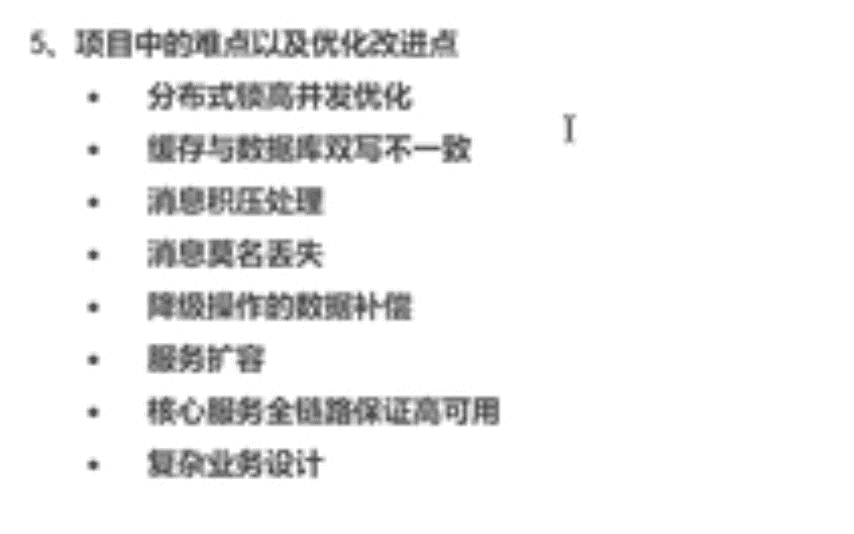 5、项目中的难点以及优化改进点
• 分布式锁高并发优化
• 缓存与数据库双写不一致
• 消息积压处理
• 消息莫名丢失
• 降级操作的数据补偿
• 服务扩容
• 核心服务全链路保证高可用
• 复杂业务设计